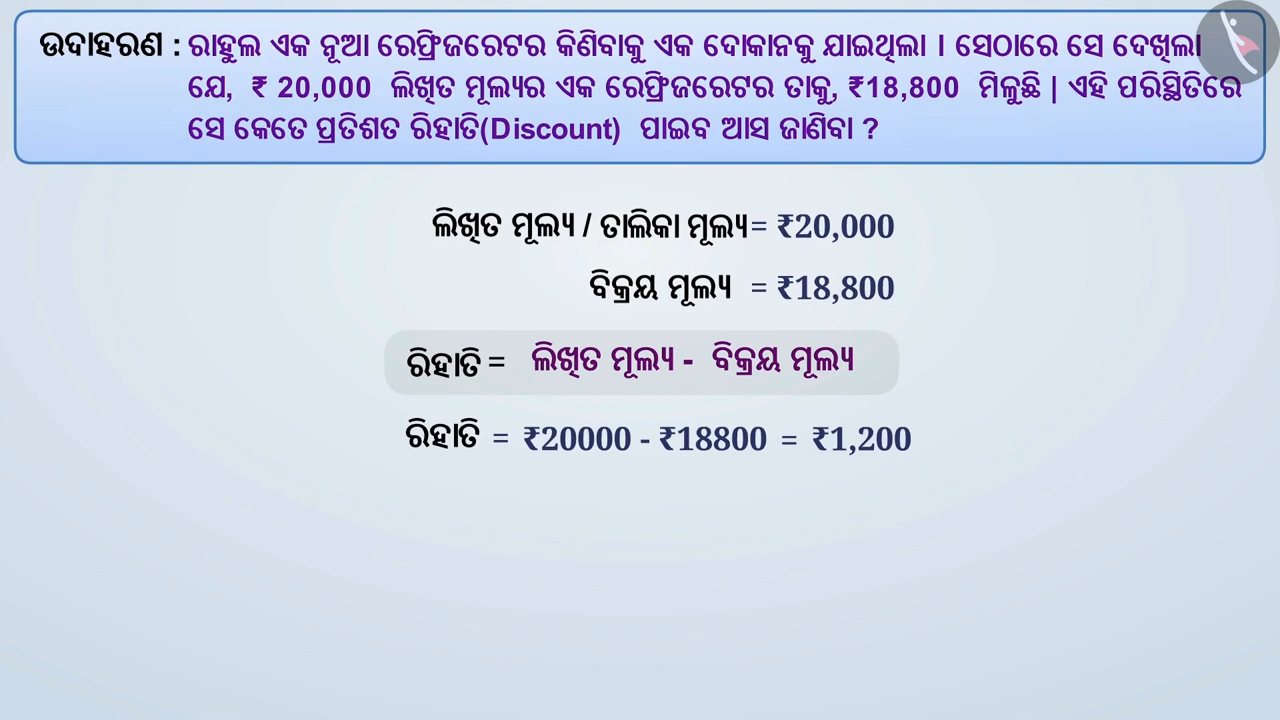 ଉଦାହରଣ : ରାହୁଲ ଏକ ନୂଆ ରେଫ୍ରିଜରେଟର କିଣିବାକୁ ଏକ ଦୋକାନକୁ ଯାଇଥିଲା । ସେଠାରେ ସେ ଦେଖିଲା
ଯେ, ₹ 20,000 ଲିଖିତ ମୂଲ୍ୟର ଏକ ରେଫ୍ରିଜରେଟର ତାକୁ, ₹18,800 ମିଳୁଛି | ଏହି ପରିସ୍ଥିତିରେ
ସେ କେତେ ପ୍ରତିଶତ ରିହାତି(Discount) ପାଇବ ଆସ ଜାଣିବା ?
ଲିଖିତ ମୂଲ୍ୟ / ତାଲିକା ମୂଲ୍ୟ= ₹20,000
ବିକ୍ରୟ ମୂଲ୍ୟ = ₹18,800
ରିହାତି = ଲିଖିତ ମୂଲ୍ୟ - ବିକ୍ରୟ ମୂଲ୍ୟ
ରିହାତି = ₹20000 - ₹18800 = ₹1,200